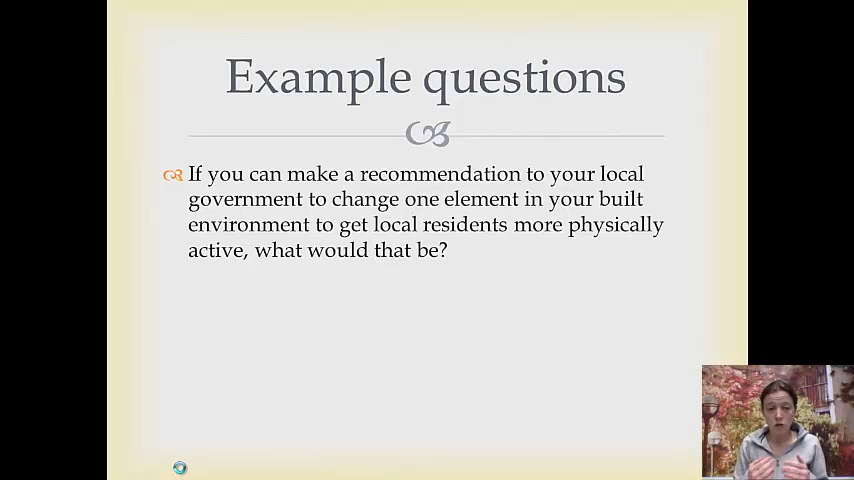 Example questions
If you can make a recommendation to your local
government to change one element in your built
environment to get local residents more physically
active, what would that be?